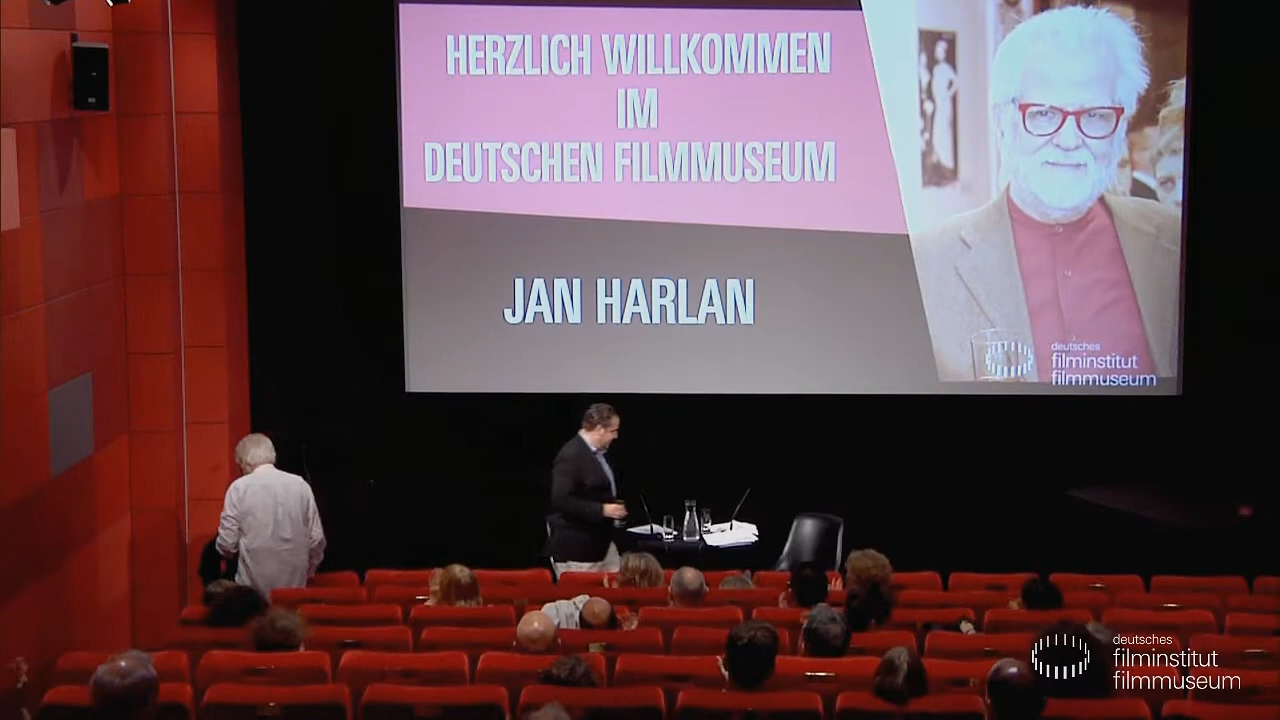 HERZLICH WILLKOMMEN
IM
DEUTSCHEN FILMMUSEUM
JAN HARLAN
deutsches
filminstitut
filmmuseum
deutsches
filminstitut
filmmuseum